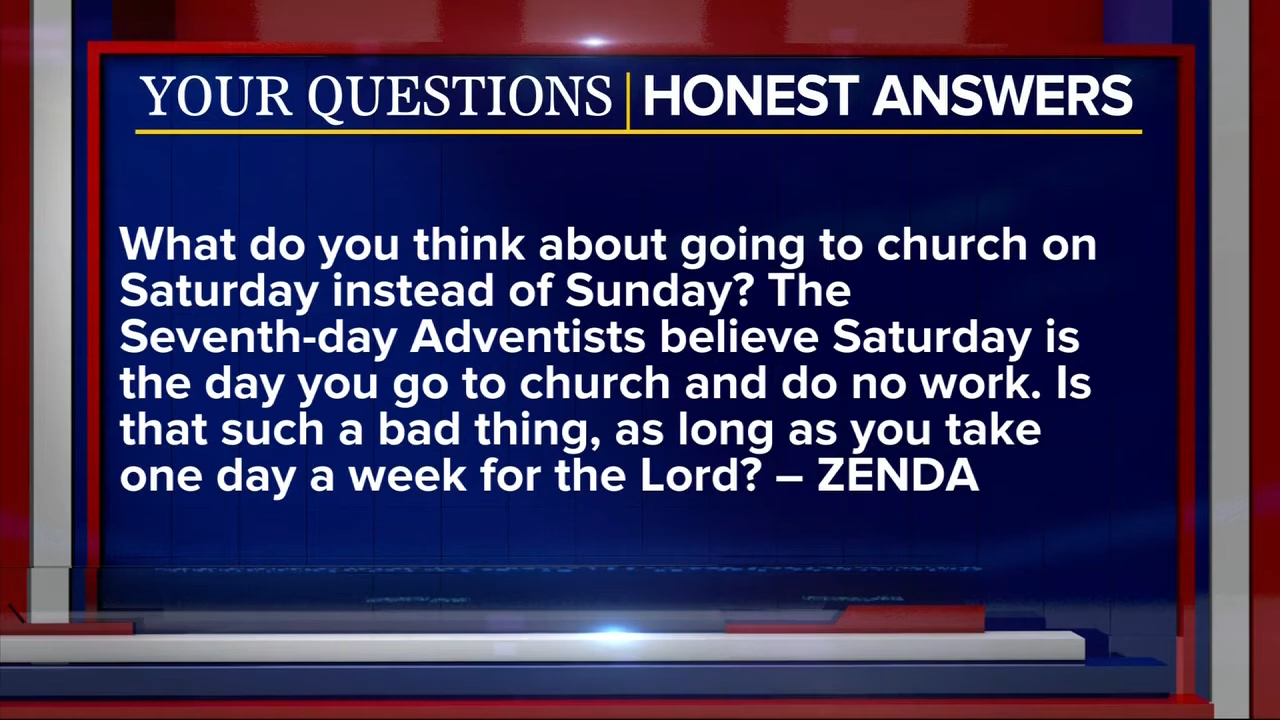 YOUR QUESTIONS | HONEST ANSWERS
What do you think about going to church on
Saturday instead of Sunday? The
Seventh-day Adventists believe Saturday is
the day you go to church and do no work. Is
that such a bad thing, as long as you take
one day a week for the Lord? – ZENDA